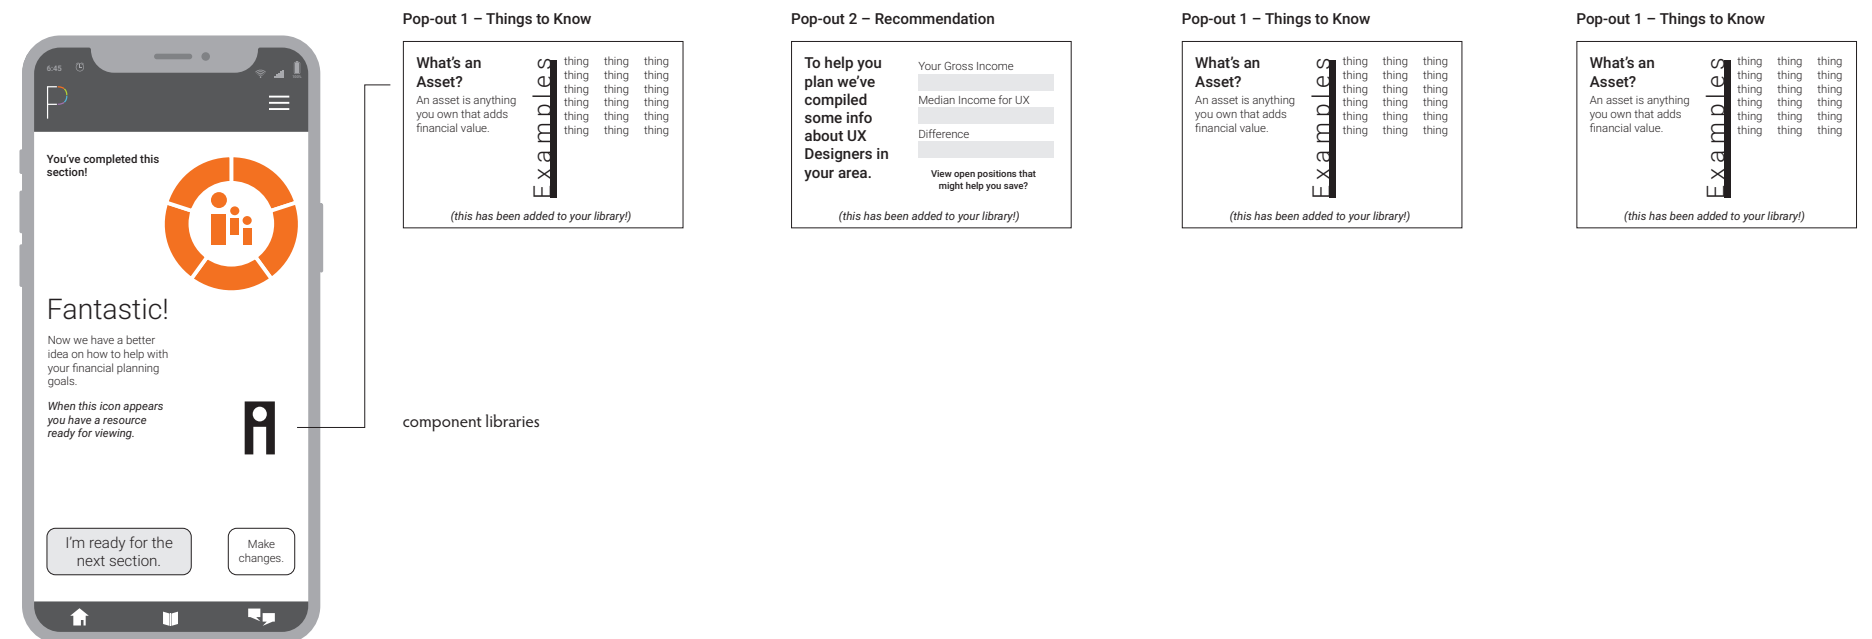 6:45
P
You've completed this
section!
Fantastic!
Now we have a better
idea on how to help with
your financial planning
goals.
When this icon appears
you have a resource
ready for viewing.
I'm ready for the
next section.
Make
changes.
Pop-out 1 – Things to Know
What's an
Asset?
An asset is anything
you own that adds
financial value.
Examples
thing thing thing
thing thing thing
thing thing thing
thing thing thing
thing thing thing
thing thing thing
(this has been added to your library!)
component libraries
Pop-out 2 – Recommendation
To help you
plan we've
compiled
some info
about UX
Designers in
your area.
Your Gross Income
Median Income for UX
Difference
View open positions that
might help you save?
(this has been added to your library!)
Pop-out 1 – Things to Know
What's an
Asset?
An asset is anything
you own that adds
financial value.
Examples
thing thing thing
thing thing thing
thing thing thing
thing thing thing
thing thing thing
thing thing thing
(this has been added to your library!)
Pop-out 1 – Things to Know
What's an
Asset?
An asset is anything
you own that adds
financial value.
Examples
thing thing thing
thing thing thing
thing thing thing
thing thing thing
thing thing thing
thing thing thing
(this has been added to your library!)